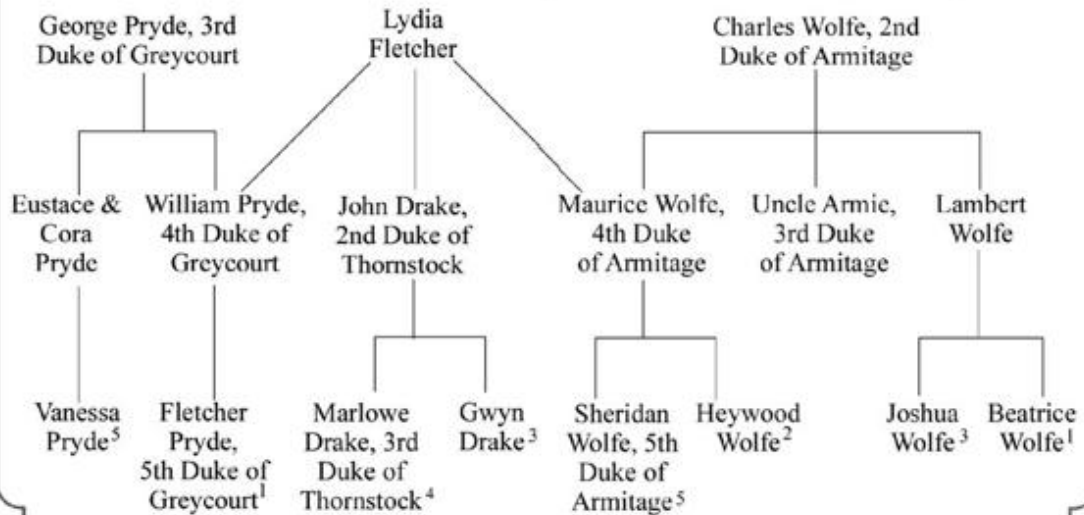 George Pryde, 3rd
Duke of Greycourt
Lydia
Fletcher
Charles Wolfe, 2nd
Duke of Armitage
Eustace &
Cora
Pryde
William Pryde,
4th Duke of
Greycourt
John Drake,
2nd Duke of
Thornstock
Maurice Wolfe,
4th Duke
of Armitage
Uncle Armie,
3rd Duke
of Armitage
Lambert
Wolfe
Vanessa
Pryde⁵
Fletcher
Pryde,
5th Duke of
Greycourt¹
Marlowe
Drake, 3rd
Duke of
Thornstock⁴
Gwyn
Drake³
Sheridan
Wolfe, 5th
Duke of
Armitage⁵
Heywood
Wolfe²
Joshua
Wolfe³
Beatrice
Wolfe¹